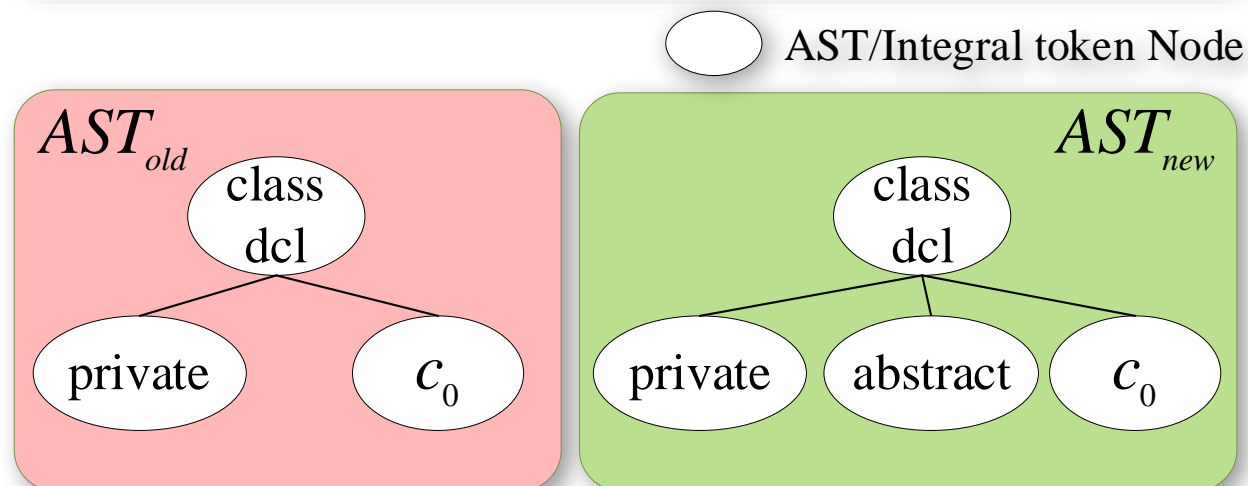 AST/Integral token Node
AST_old
class
dcl
private
c_0
AST_new
class
dcl
private
abstract
c_0